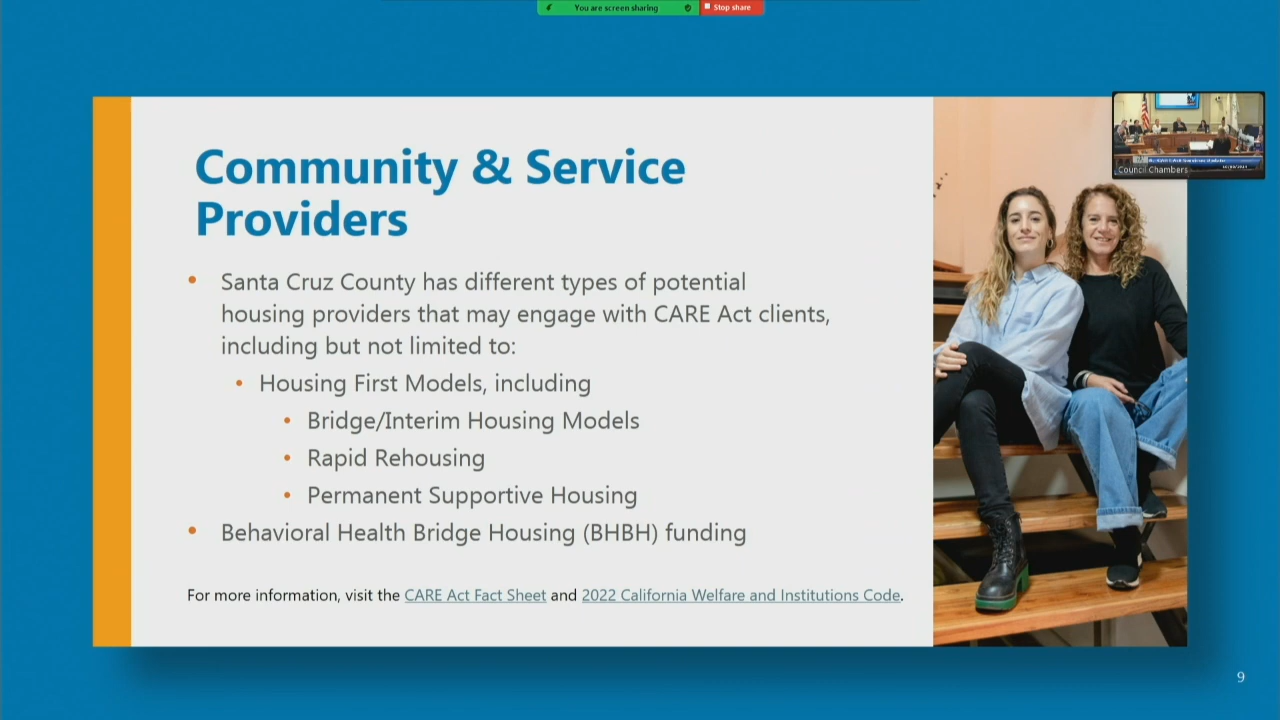 You are screen sharing
Stop share
Council Chambers
Community & Service
Providers
• Santa Cruz County has different types of potential
housing providers that may engage with CARE Act clients,
including but not limited to:
• Housing First Models, including
• Bridge/Interim Housing Models
• Rapid Rehousing
• Permanent Supportive Housing
• Behavioral Health Bridge Housing (BHBH) funding
For more information, visit the CARE Act Fact Sheet and 2022 California Welfare and Institutions Code.
9